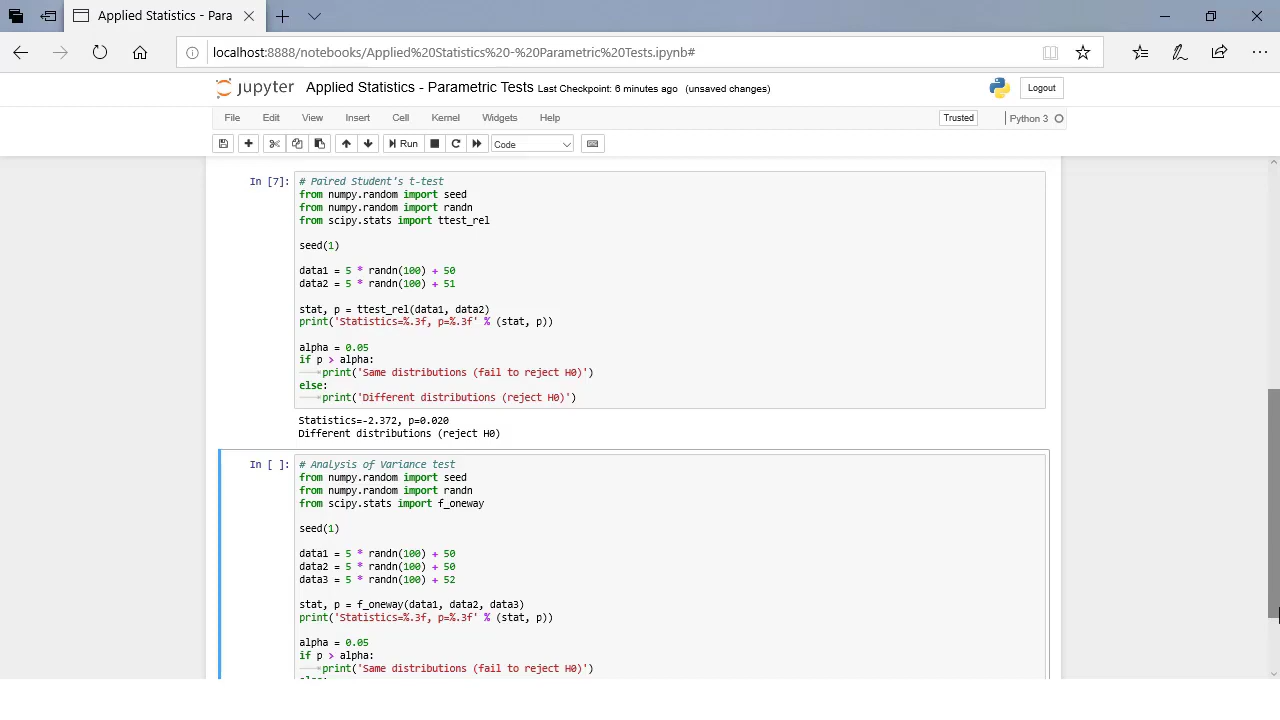 Applied Statistics - Para
localhost:8888/notebooks/Applied%20Statistics%20-%20Parametric%20Tests.ipynb#
jupyter Applied Statistics - Parametric Tests Last Checkpoint: 6 minutes ago (unsaved changes)
Logout
File Edit View Insert Cell Kernel Widgets Help
Trusted
Python 3
Run
Code
In [7]:
# Paired Student's t-test
from numpy.random import seed
from numpy.random import randn
from scipy.stats import ttest_rel
seed(1)
data1 = 5 * randn(100) + 50
data2 = 5 * randn(100) + 51
stat, p = ttest_rel(data1, data2)
print('Statistics=%.3f, p=%.3f' % (stat, p))
alpha = 0.05
if p > alpha:
print('Same distributions (fail to reject H0)')
else:
print('Different distributions (reject H0)')
Statistics=-2.372, p=0.020
Different distributions (reject H0)
In [ ]:
# Analysis of Variance test
from numpy.random import seed
from numpy.random import randn
from scipy.stats import f_oneway
seed(1)
data1 = 5 * randn(100) + 50
data2 = 5 * randn(100) + 50
data3 = 5 * randn(100) + 52
stat, p = f_oneway(data1, data2, data3)
print('Statistics=%.3f, p=%.3f' % (stat, p))
alpha = 0.05
if p > alpha:
print('Same distributions (fail to reject H0)')